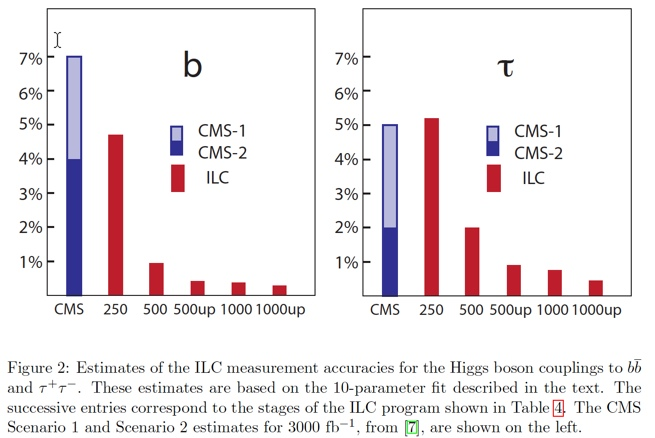 b
7%
6%
5%
4%
3%
2%
1%
CMS-1
CMS-2
ILC
CMS 250 500 500up 1000 1000up
τ
7%
6%
5%
4%
3%
2%
1%
CMS-1
CMS-2
ILC
CMS 250 500 500up 1000 1000up
Figure 2: Estimates of the ILC measurement accuracies for the Higgs boson couplings to bb̅
and τ⁺τ⁻. These estimates are based on the 10-parameter fit described in the text. The
successive entries correspond to the stages of the ILC program shown in Table 4. The CMS
Scenario 1 and Scenario 2 estimates for 3000 fb⁻¹, from [7], are shown on the left.